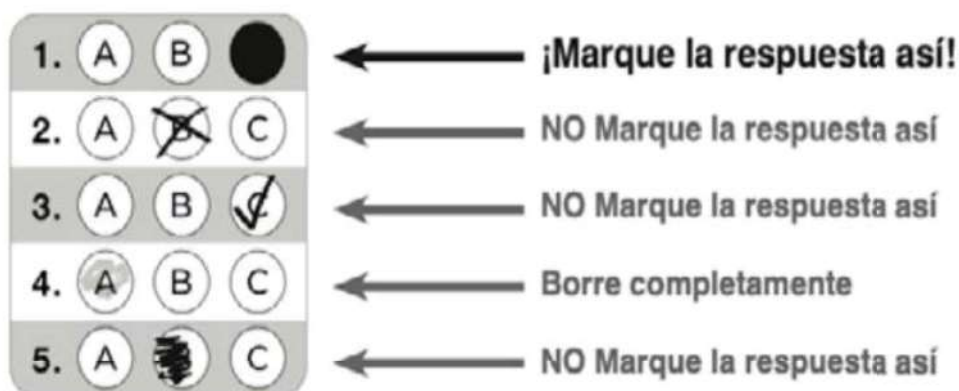 1. A B ¡Marque la respuesta así!
2. A B C NO Marque la respuesta así
3. A B C NO Marque la respuesta así
4. A B C Borre completamente
5. A B C NO Marque la respuesta así